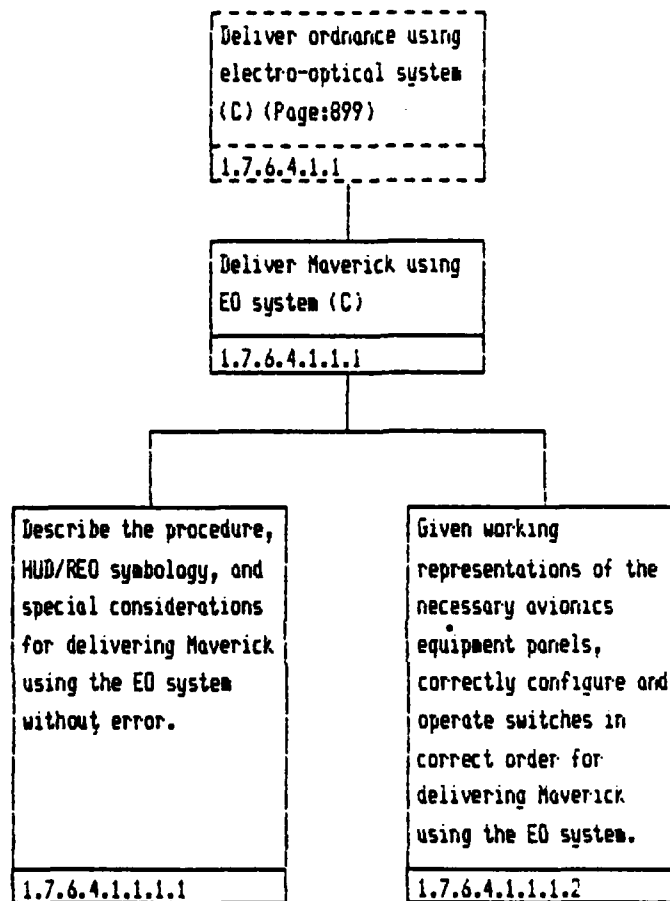 Deliver ordnance using
electro-optical system
(C) (Page:899)
1.7.6.4.1.1
Deliver Maverick using
EO system (C)
1.7.6.4.1.1.1
Describe the procedure,
HUD/REO symbology, and
special considerations
for delivering Maverick
using the EO system
without error.
1.7.6.4.1.1.1.1
Given working
representations of the
necessary avionics
equipment panels,
correctly configure and
operate switches in
correct order for
delivering Maverick
using the EO system.
1.7.6.4.1.1.1.2